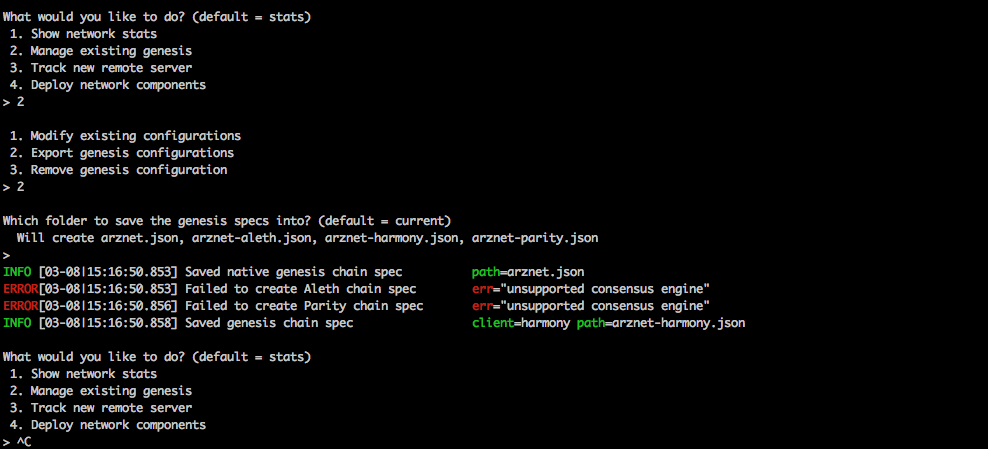 What would you like to do? (default = stats)
1. Show network stats
2. Manage existing genesis
3. Track new remote server
4. Deploy network components
> 2
1. Modify existing configurations
2. Export genesis configurations
3. Remove genesis configuration
> 2
Which folder to save the genesis specs into? (default = current)
Will create arznet.json, arznet-aleth.json, arznet-harmony.json, arznet-parity.json
>
INFO [03-08|15:16:50.853] Saved native genesis chain spec path=arznet.json
ERROR[03-08|15:16:50.853] Failed to create Aleth chain spec err="unsupported consensus engine"
ERROR[03-08|15:16:50.856] Failed to create Parity chain spec err="unsupported consensus engine"
INFO [03-08|15:16:50.858] Saved genesis chain spec client=harmony path=arznet-harmony.json
What would you like to do? (default = stats)
1. Show network stats
2. Manage existing genesis
3. Track new remote server
4. Deploy network components
> ^C